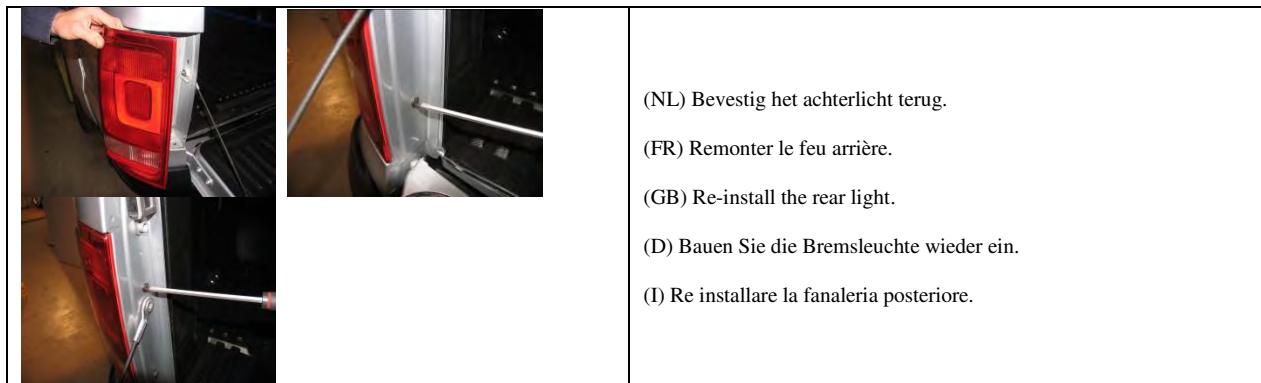 (NL) Bevestig het achterlicht terug.
(FR) Remonter le feu arrière.
(GB) Re-install the rear light.
(D) Bauen Sie die Bremsleuchte wieder ein.
(I) Re installare la fanaleria posteriore.